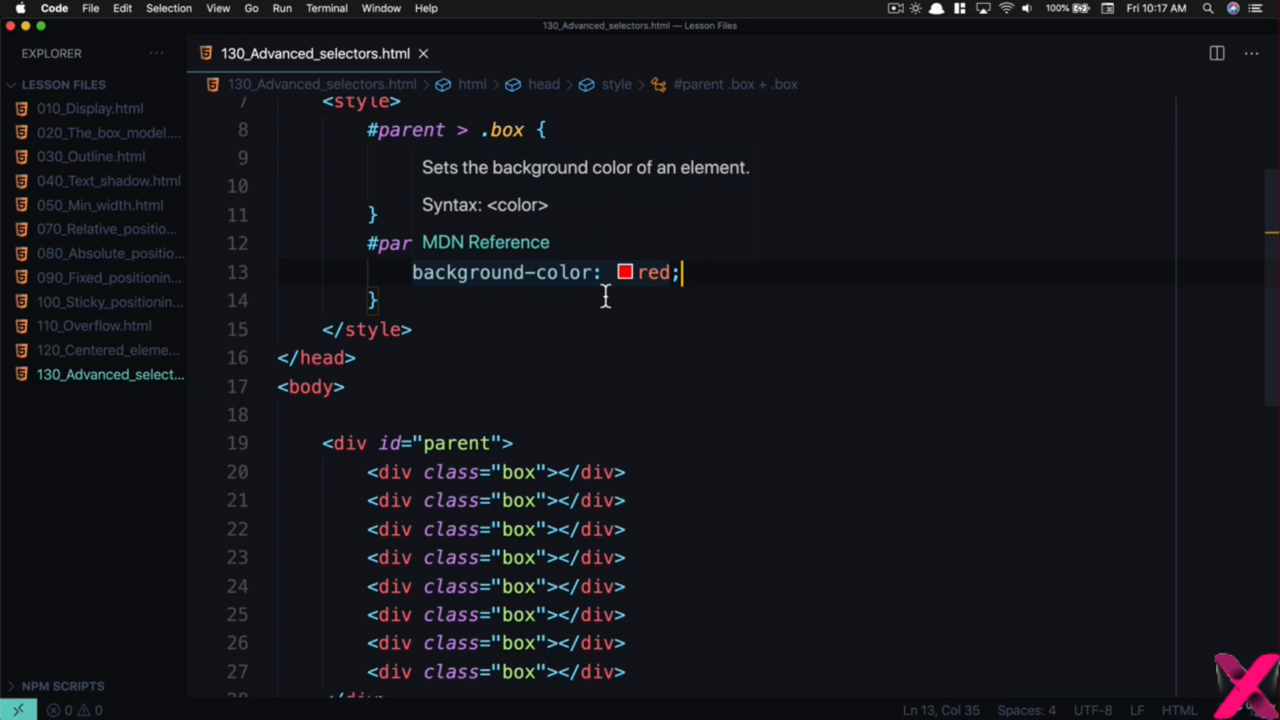 Code File Edit Selection View Go Run Terminal Window Help 100% Fri 10:17 AM
130_Advanced_selectors.html — Lesson Files
EXPLORER ···
130_Advanced_selectors.html
LESSON FILES
130_Advanced_selectors.html > html > head > style > #parent .box + .box
010_Display.html
020_The_box_model....
030_Outline.html
040_Text_shadow.html
050_Min_width.html
070_Relative_positio...
080_Absolute_positio...
090_Fixed_positionin...
100_Sticky_positionin...
110_Overflow.html
120_Centered_eleme...
130_Advanced_select...
7 <style>
8 #parent > .box {
9
10
11 }
12 #par
13 background-color: red;
14 }
15 </style>
16 </head>
17 <body>
18
19 <div id="parent">
20 <div class="box"></div>
21 <div class="box"></div>
22 <div class="box"></div>
23 <div class="box"></div>
24 <div class="box"></div>
25 <div class="box"></div>
26 <div class="box"></div>
27 <div class="box"></div>
28 </div>
Sets the background color of an element.
Syntax: <color>
MDN Reference
NPM SCRIPTS
0 0 Ln 13, Col 35 Spaces: 4 UTF-8 LF HTML